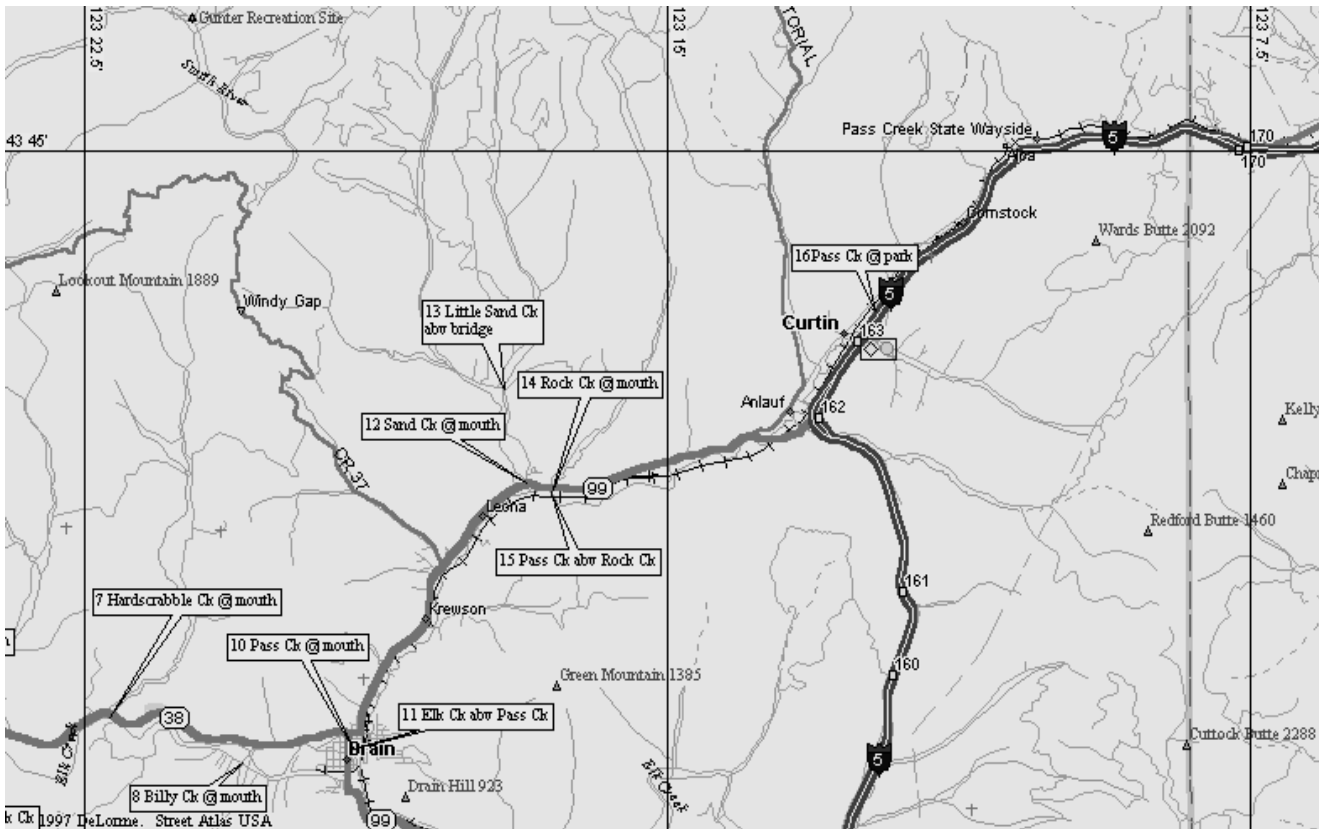 123 22.5'
Gunter Recreation Site
Smith River
123 15'
TORIAL
123 7.5'
43 45'
Pass Creek State Wayside
5
170
170
Alba
Comstock
Wards Butte 2092
Lookout Mountain 1889
Windy Gap
16 Pass Ck @ park
5
13 Little Sand Ck
abv bridge
Curtin
163
14 Rock Ck @ mouth
Anlauf
162
Kelly
12 Sand Ck @ mouth
CR 37
99
Leona
Chap
Redford Butte 1460
15 Pass Ck abv Rock Ck
161
7 Hardscrabble Ck @ mouth
Krewson
10 Pass Ck @ mouth
Green Mountain 1385
160
38
11 Elk Ck abv Pass Ck
Elk Creek
Drain
5
Cuttock Butte 2288
8 Billy Ck @ mouth
Drain Hill 923
Elk Creek
k Ck
1997 DeLorme. Street Atlas USA
99